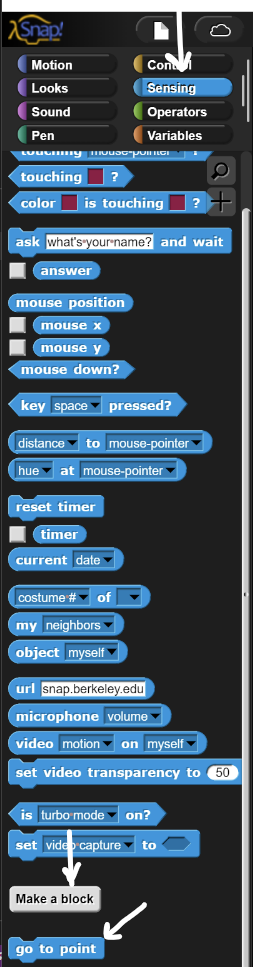 Snap!
Motion Control
Looks Sensing
Sound Operators
Pen Variables
touching mouse-pointer ?
touching ?
color is touching ?
ask what's your name? and wait
answer
mouse position
mouse x
mouse y
mouse down?
key space pressed?
distance to mouse-pointer
hue at mouse-pointer
reset timer
timer
current date
costume # of
my neighbors
object myself
url snap.berkeley.edu
microphone volume
video motion on myself
set video transparency to 50
is turbo mode on?
set video capture to
Make a block
go to point